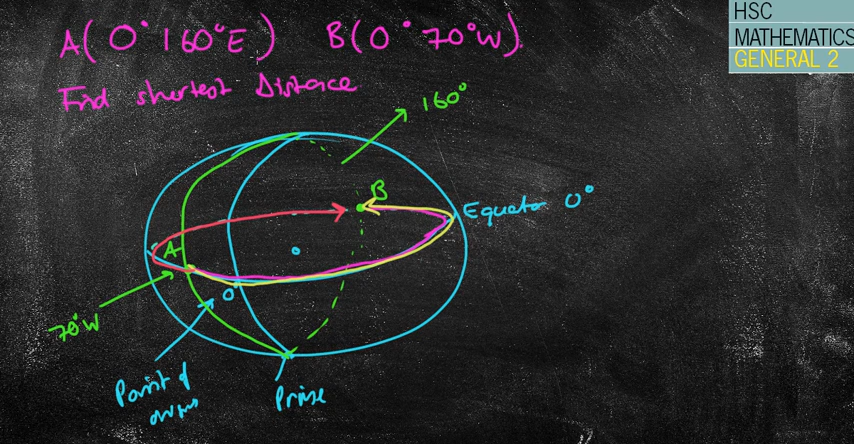 HSC
MATHEMATICS
GENERAL 2
A(0° 160°E) B(0° 70°W).
Find shortest Distance
160°
B
Equator 0°
A
0
0°
70°W
Point of
Prime